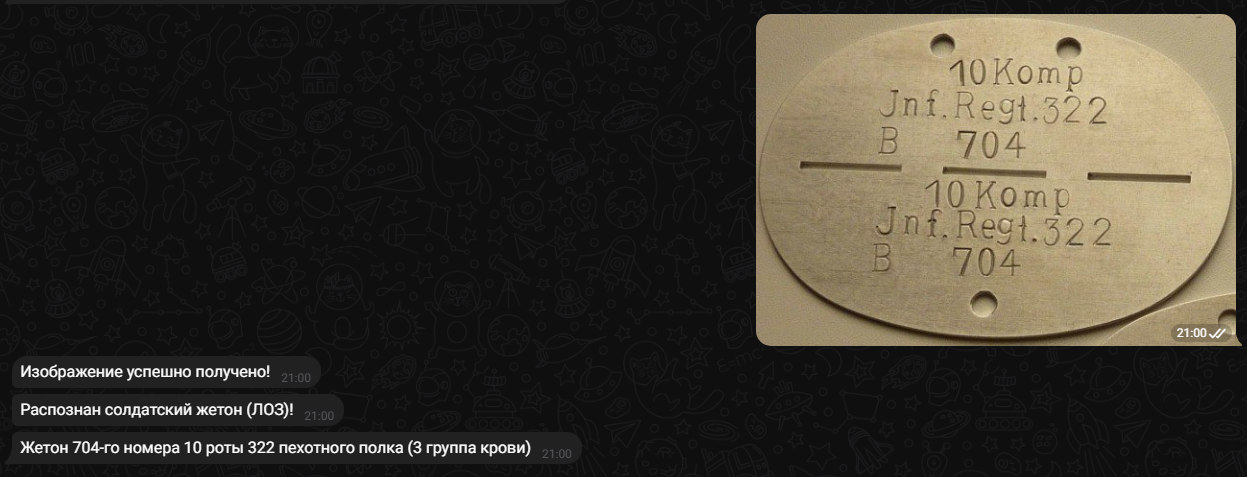 10 Komp
Jnf. Regt. 322
B 704
10 Komp
Jnf. Regt. 322
B 704
21:00
Изображение успешно получено! 21:00
Распознан солдатский жетон (ЛОЗ)! 21:00
Жетон 704-го номера 10 роты 322 пехотного полка (3 группа крови) 21:00